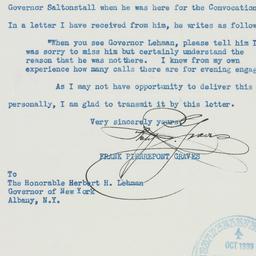 Governor Saltonstall when he was here for the Convocation
In a letter I have received from him, he writes as follow
"When you see Governor Lehman, please tell him I
was sorry to miss him but certainly understand the
reason that he was not there. I know from my own
experience how many calls there are for evening engag
As I may not have opportunity to deliver this
personally, I am glad to transmit it by this letter.
Very sincerely yours
FRANK PIERREPONT GRAVES
To
The Honorable Herbert H. Lehman
Governor of New York
Albany, N.Y.
OCT 1939